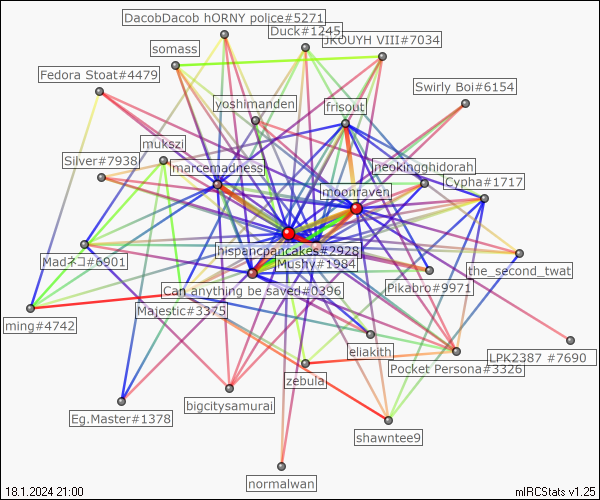 DacobDacob hORNY police#5271
Duck#1245
JKOUYH VIII#7034
somass
Fedora Stoat#4479
Swirly Boi#6154
yoshimanden
frisout
mukszi
Silver#7938
marcemadness
neokingghidorah
moonraven
Cypha#1717
hispancpancakes#2928
Madネコ#6901
Mushy#1984
the_second_twat
Can anything be saved#0396
Pikabro#9971
Majestic#3375
ming#4742
eliakith
LPK2387 #7690
Pocket Persona#3326
zebula
bigcitysamurai
Eg.Master#1378
shawntee9
normalwan
18.1.2024 21:00
mIRCStats v1.25